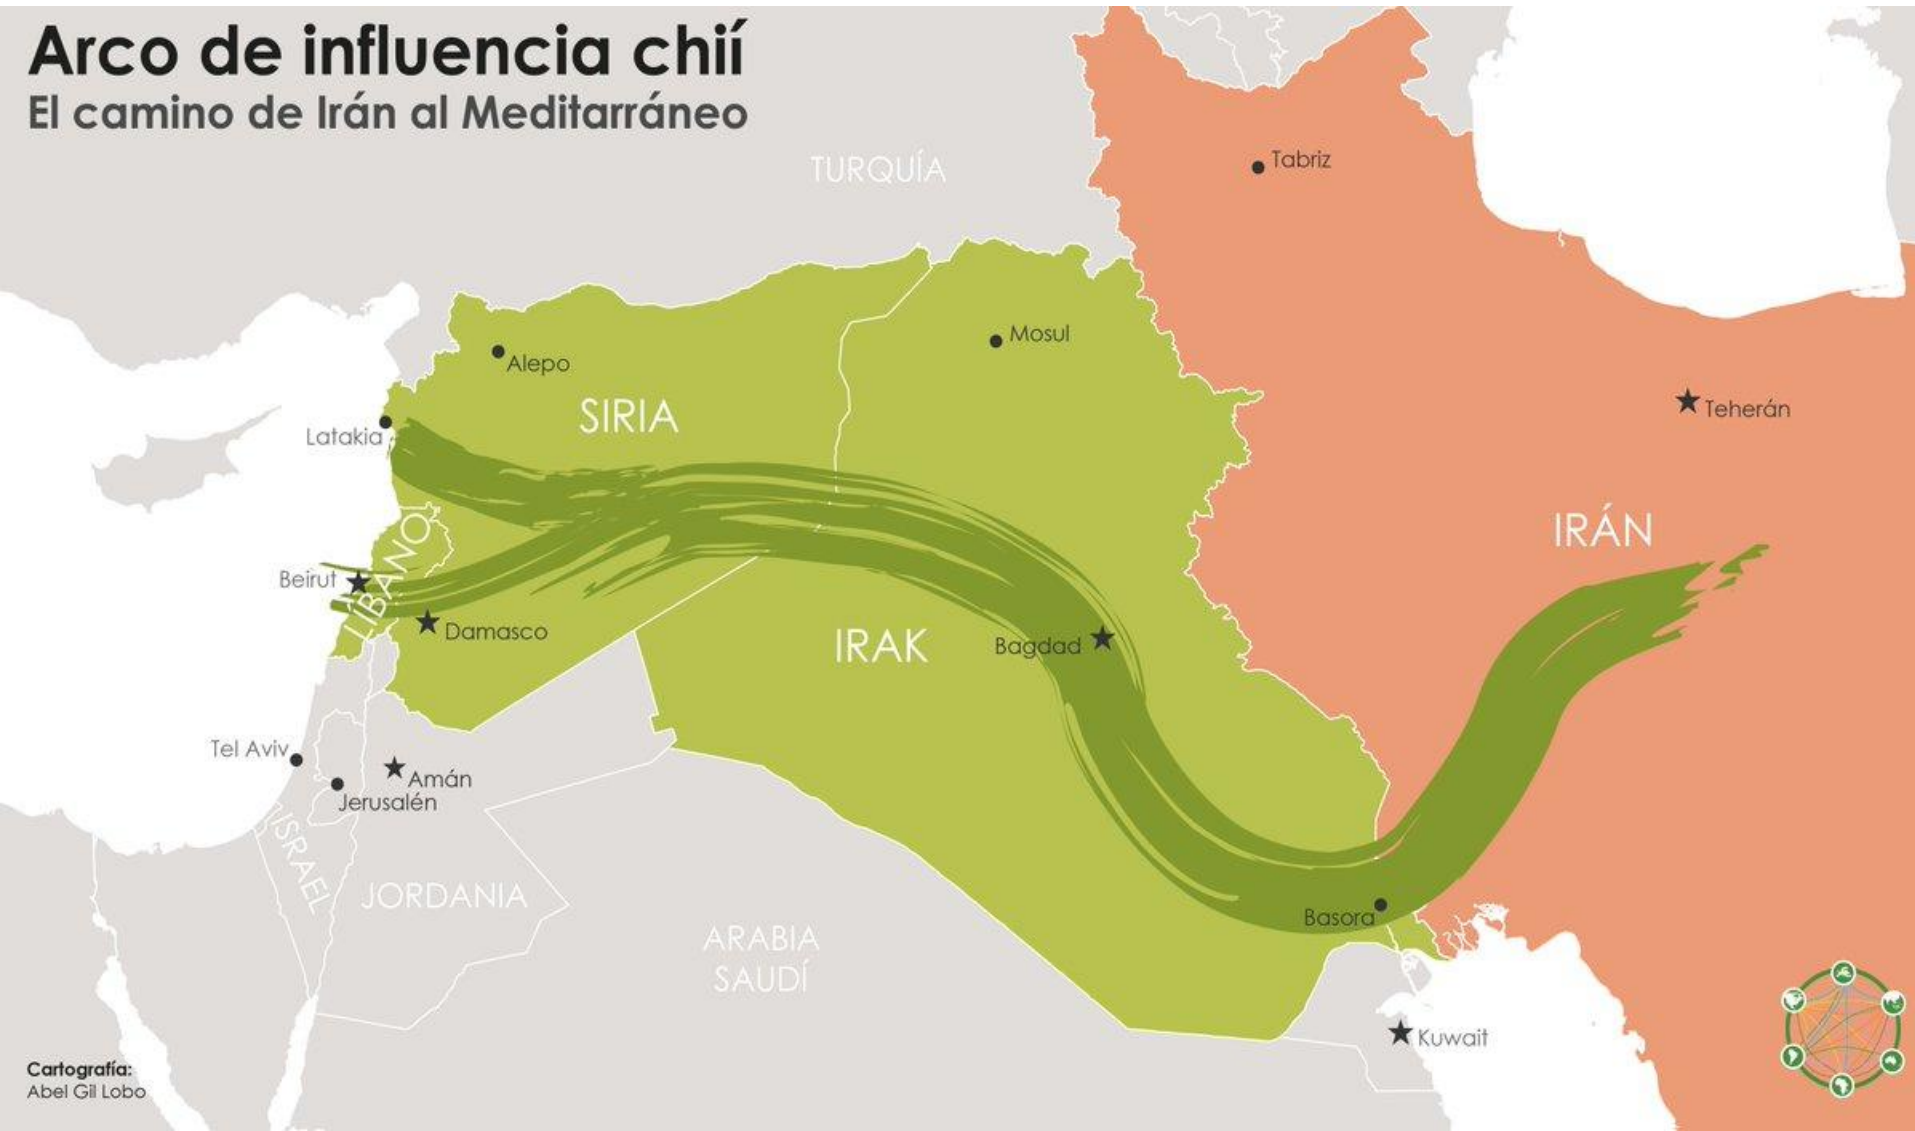 Arco de influencia chií
El camino de Irán al Meditarráneo
TURQUÍA
Tabriz
Mosul
Alepo
SIRIA
Teherán
Latakia
IRÁN
LÍBANO
Beirut
Damasco
IRAK
Bagdad
Tel Aviv
Amán
Jerusalén
ISRAEL
JORDANIA
Basora
ARABIA
SAUDÍ
Kuwait
Cartografía:
Abel Gil Lobo